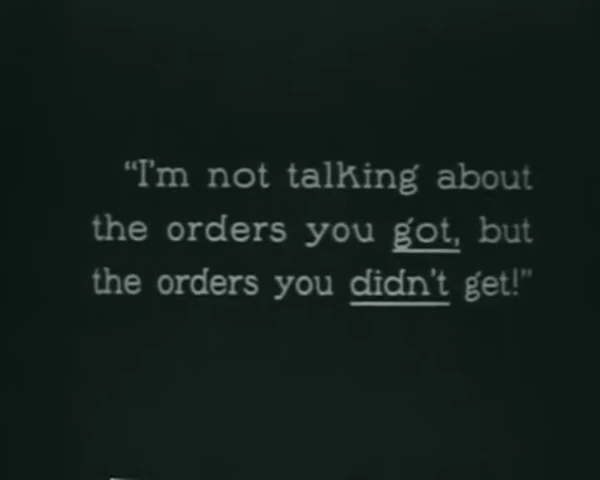 "I'm not talking about
the orders you got, but
the orders you didn't get!"